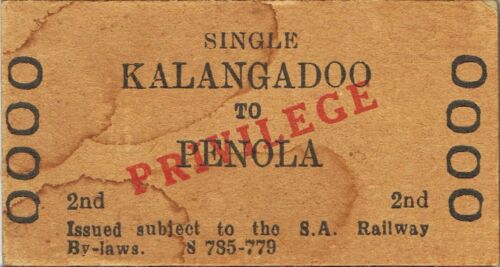 0000
SINGLE
KALANGADOO
TO
PENOLA
PRIVILEGE
2nd 2nd
Issued subject to the S.A. Railway
By-laws. S 785-779
0000